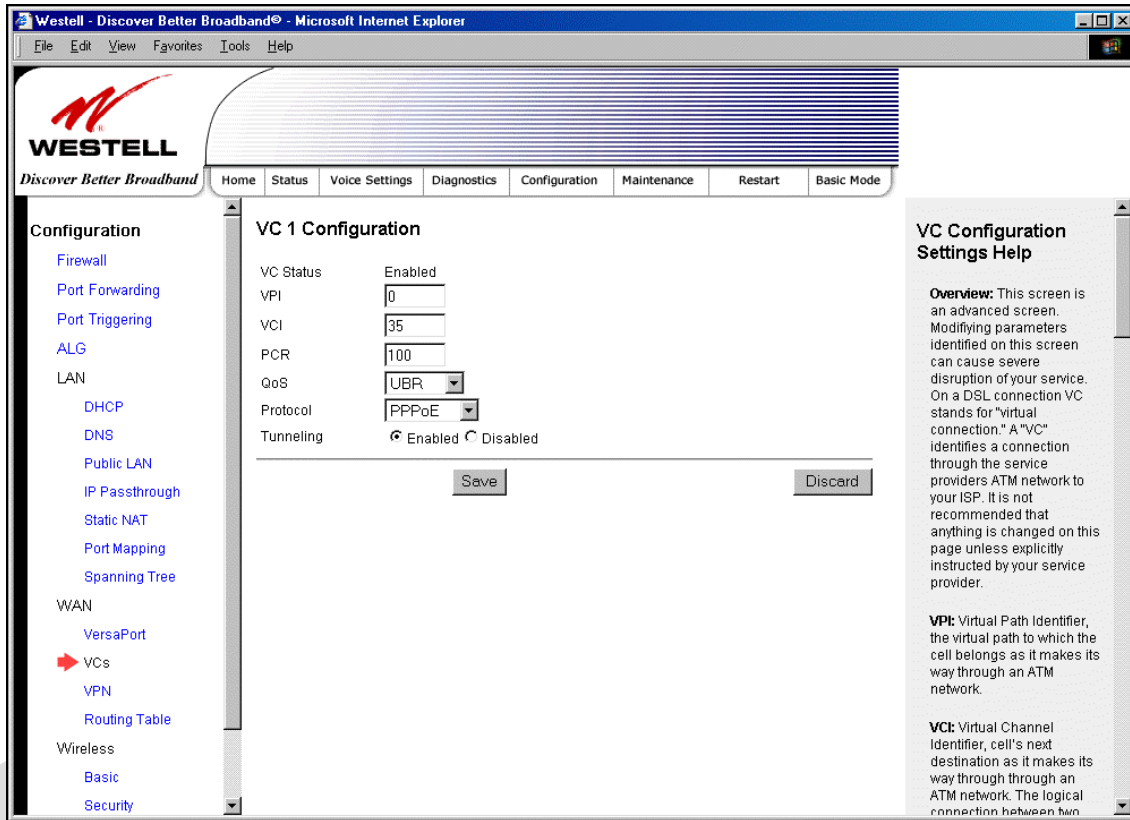 Westell - Discover Better Broadband® - Microsoft Internet Explorer
File Edit View Favorites Tools Help
WESTELL
Discover Better Broadband
Home Status Voice Settings Diagnostics Configuration Maintenance Restart Basic Mode
Configuration
Firewall
Port Forwarding
Port Triggering
ALG
LAN
DHCP
DNS
Public LAN
IP Passthrough
Static NAT
Port Mapping
Spanning Tree
WAN
VersaPort
VCs
VPN
Routing Table
Wireless
Basic
Security
VC 1 Configuration
VC Status Enabled
VPI 0
VCI 35
PCR 100
QoS UBR
Protocol PPPoE
Tunneling Enabled Disabled
Save Discard
VC Configuration
Settings Help
Overview: This screen is
an advanced screen.
Modifiying parameters
identified on this screen
can cause severe
disruption of your service.
On a DSL connection VC
stands for "virtual
connection." A "VC"
identifies a connection
through the service
providers ATM network to
your ISP. It is not
recommended that
anything is changed on this
page unless explicitly
instructed by your service
provider.
VPI: Virtual Path Identifier,
the virtual path to which the
cell belongs as it makes its
way through an ATM
network.
VCI: Virtual Channel
Identifier, cell's next
destination as it makes its
way through through an
ATM network. The logical
connection between two